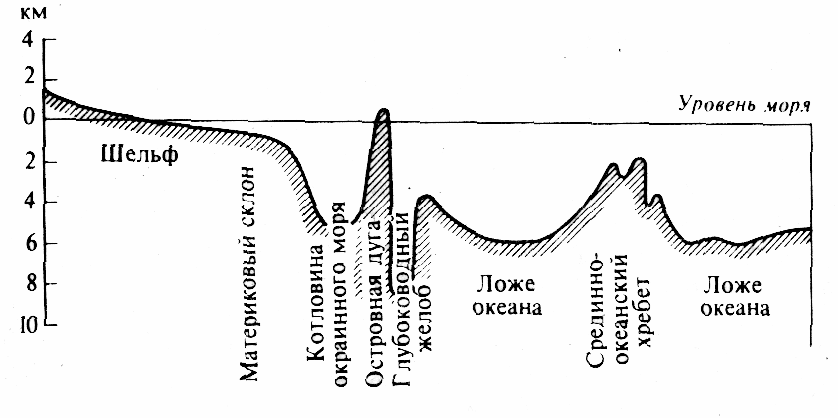 км
4
2
0
2
4
6
8
10
Уровень моря
Шельф
Материковый склон
Котловина
окраинного моря
Островная дуга
Глубоководный
желоб
Ложе
океана
Срединно-
океанский
хребет
Ложе
океана